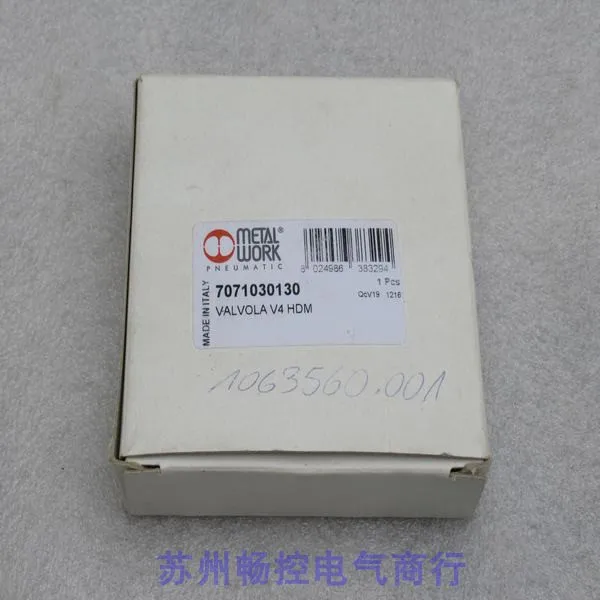 METAL® WORK
PNEUMATIC
8 024986 383294
MADE IN ITALY
7071030130
1 Pcs
VALVOLA V4 HDM
QcV19 1216
1063560.001
苏州畅控电气商行